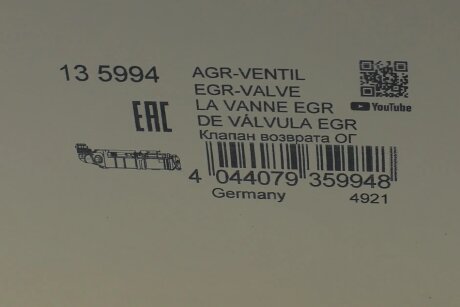 13 5994
AGR-VENTIL
EGR-VALVE
LA VANNE EGR
DE VÁLVULA EGR
Клапан возврата ОГ
YouTube
EAC
4 044079 359948
Germany
4921